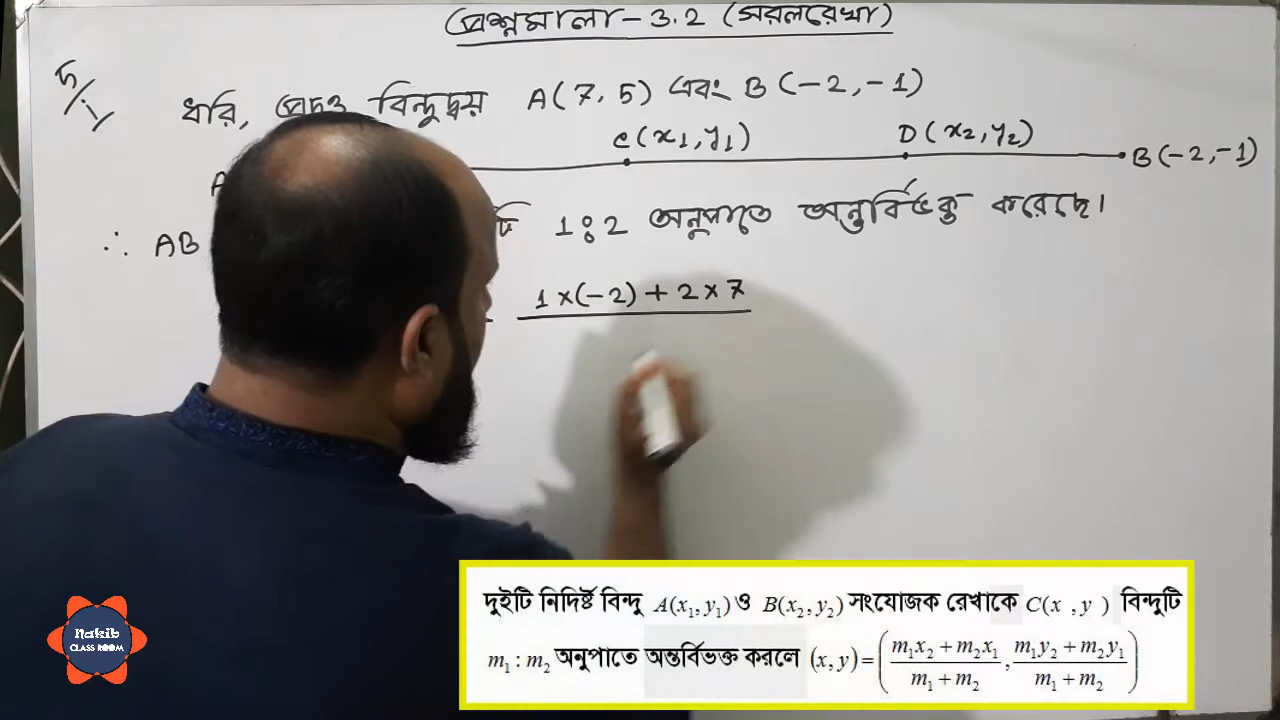 প্রশ্নমালা-3.2 (সরলরেখা)
5/i/
ধরি, প্রদত্ত বিন্দুদ্বয় A(7, 5) এবং B(-2, -1)
C(x₁, y₁) D(x₂, y₂)
A B(-2, -1)
∴ AB টি 1:2 অনুপাতে অন্তর্বিভক্ত করেছে।
1×(-2) + 2×7
দুইটি নির্দিষ্ট বিন্দু A(x₁, y₁) ও B(x₂, y₂) সংযোজক রেখাকে C(x , y ) বিন্দুটি
m₁ : m₂ অনুপাতে অন্তর্বিভক্ত করলে (x, y) = ( (m₁x₂ + m₂x₁)/(m₁ + m₂) , (m₁y₂ + m₂y₁)/(m₁ + m₂) )
Nakib
CLASS ROOM